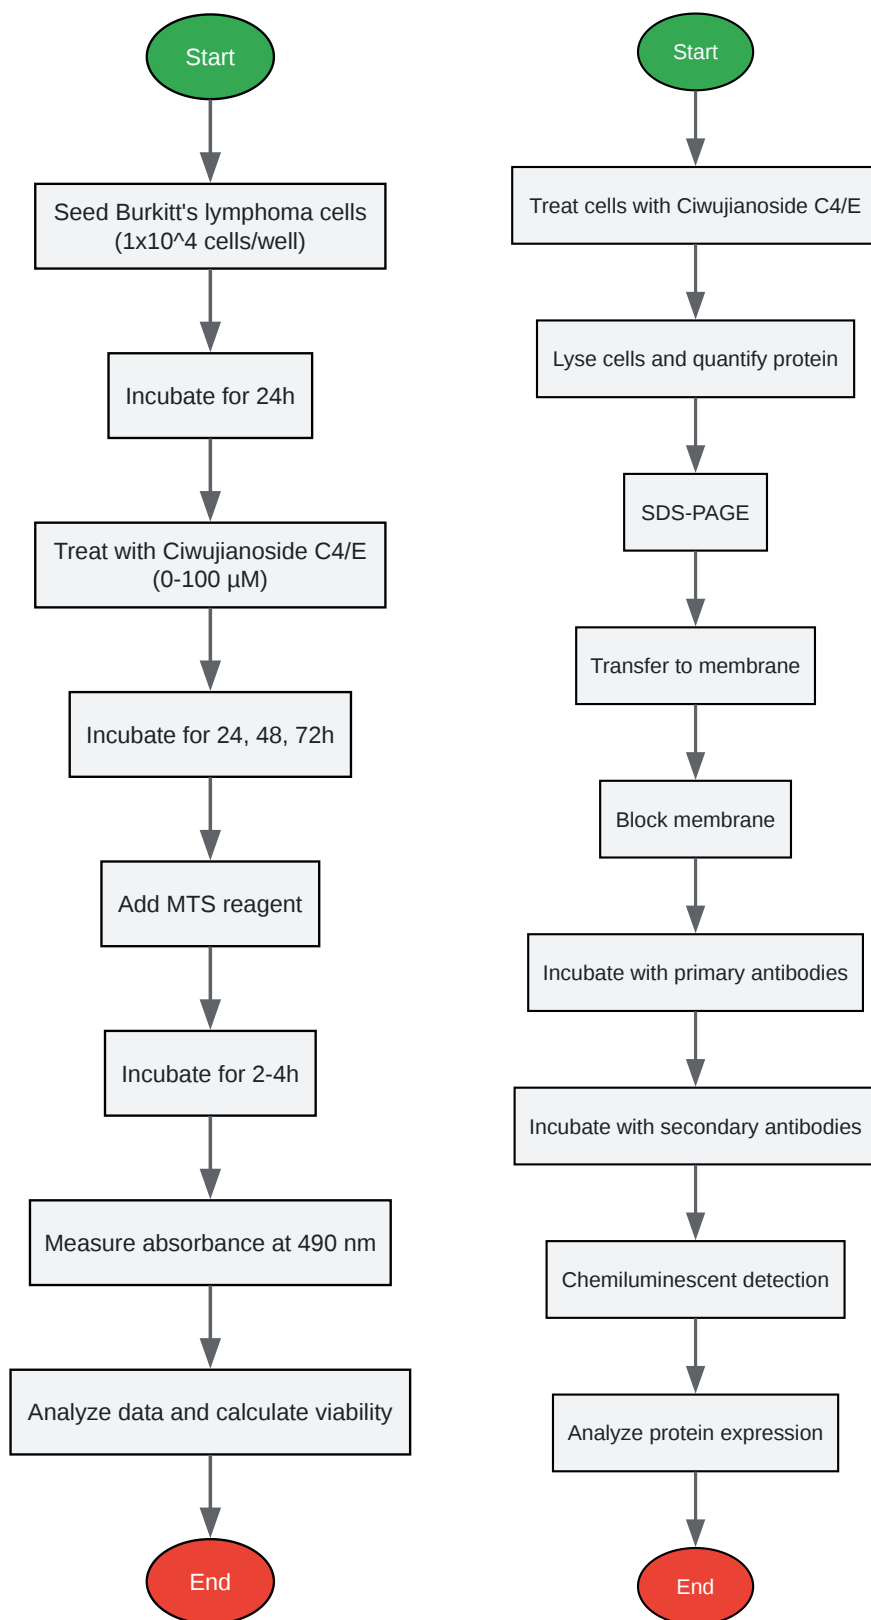 Start
Seed Burkitt's lymphoma cells
(1x10^4 cells/well)
Incubate for 24h
Treat with Ciwujianoside C4/E
(0-100 µM)
Incubate for 24, 48, 72h
Add MTS reagent
Incubate for 2-4h
Measure absorbance at 490 nm
Analyze data and calculate viability
End
Start
Treat cells with Ciwujianoside C4/E
Lyse cells and quantify protein
SDS-PAGE
Transfer to membrane
Block membrane
Incubate with primary antibodies
Incubate with secondary antibodies
Chemiluminescent detection
Analyze protein expression
End